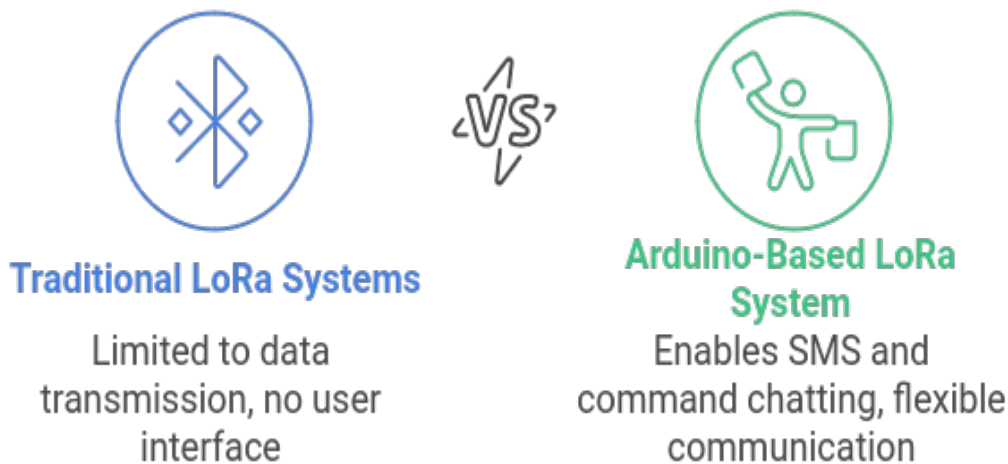 VS
Traditional LoRa Systems
Limited to data
transmission, no user
interface
Arduino-Based LoRa
System
Enables SMS and
command chatting, flexible
communication